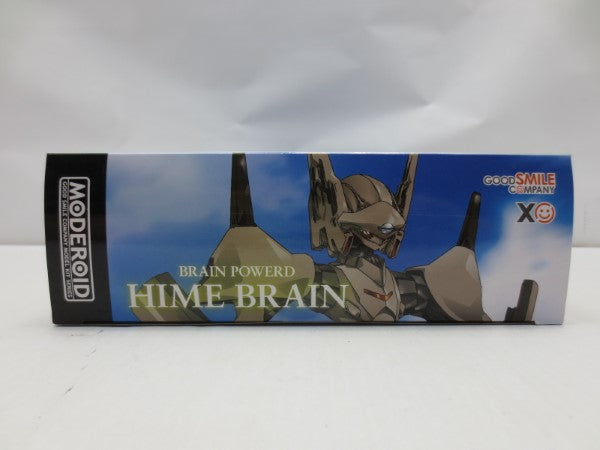 MODEROID
GOOD SMILE COMPANY MODEL KIT SERIES
BRAIN POWERD
HIME BRAIN
GOOD SMILE
COMPANY
X